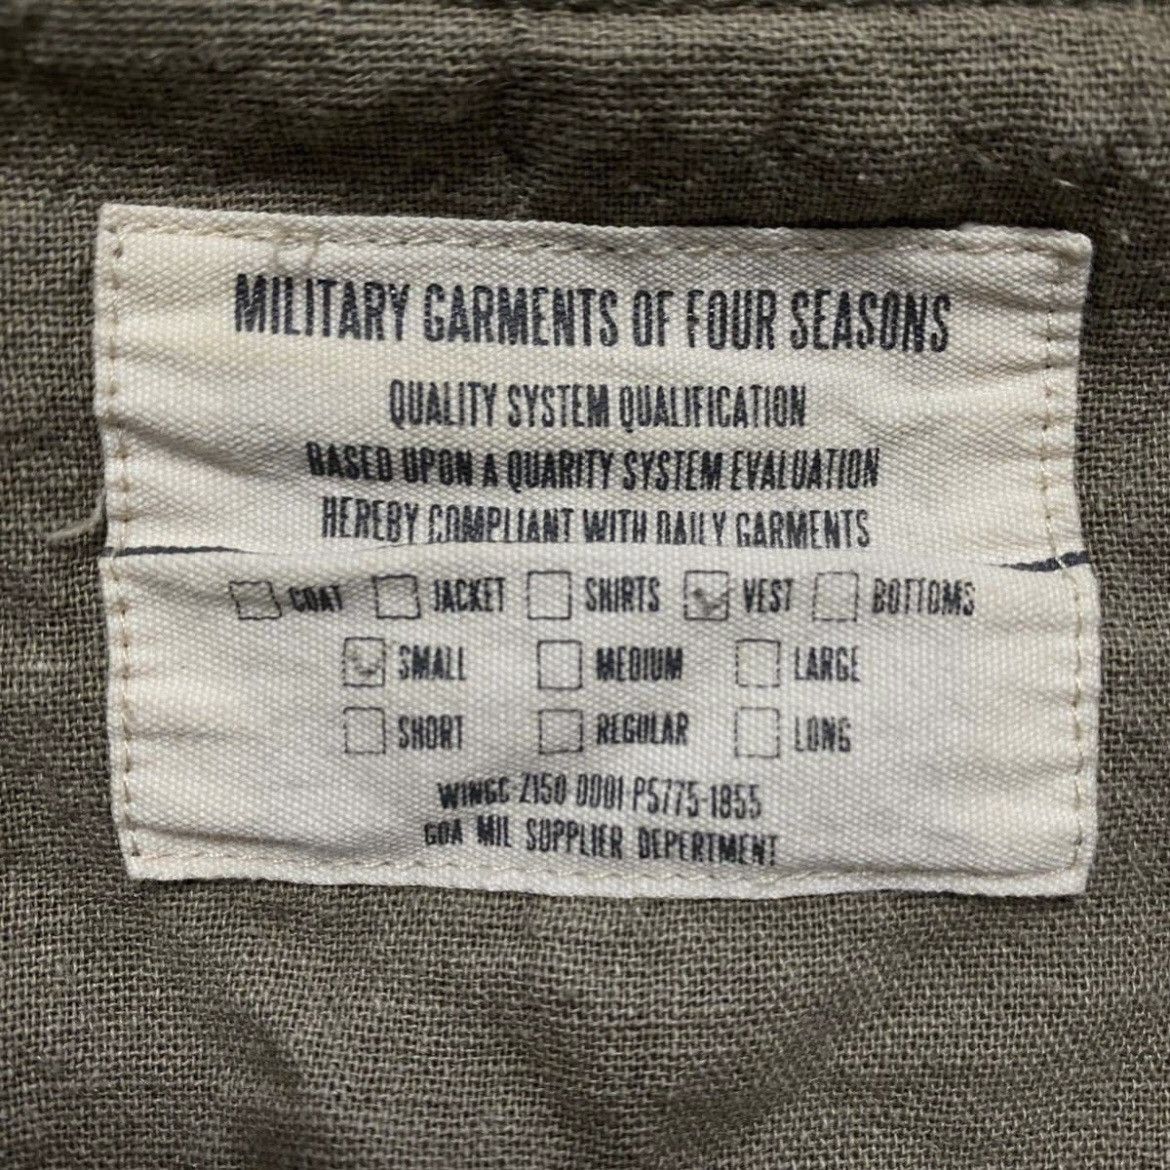 MILITARY GARMENTS OF FOUR SEASONS
QUALITY SYSTEM QUALIFICATION
BASED UPON A QUARITY SYSTEM EVALUATION
HEREBY COMPLIANT WITH DAILY GARMENTS
COAT JACKET SHIRTS VEST BOTTOMS
SMALL MEDIUM LARGE
SHORT REGULAR LONG
WINGC-Z150-0001-P5775-1955
GOA MIL SUPPLIER DEPERTMENT